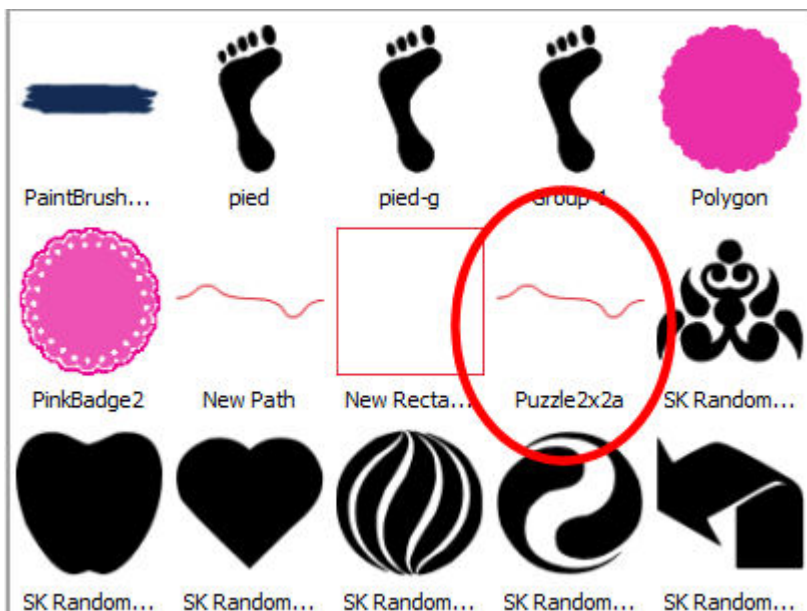 PaintBrush... pied pied-g Group-1 Polygon
PinkBadge2 New Path New Recta... Puzzle2x2a SK Random...
SK Random... SK Random... SK Random... SK Random... SK Random...